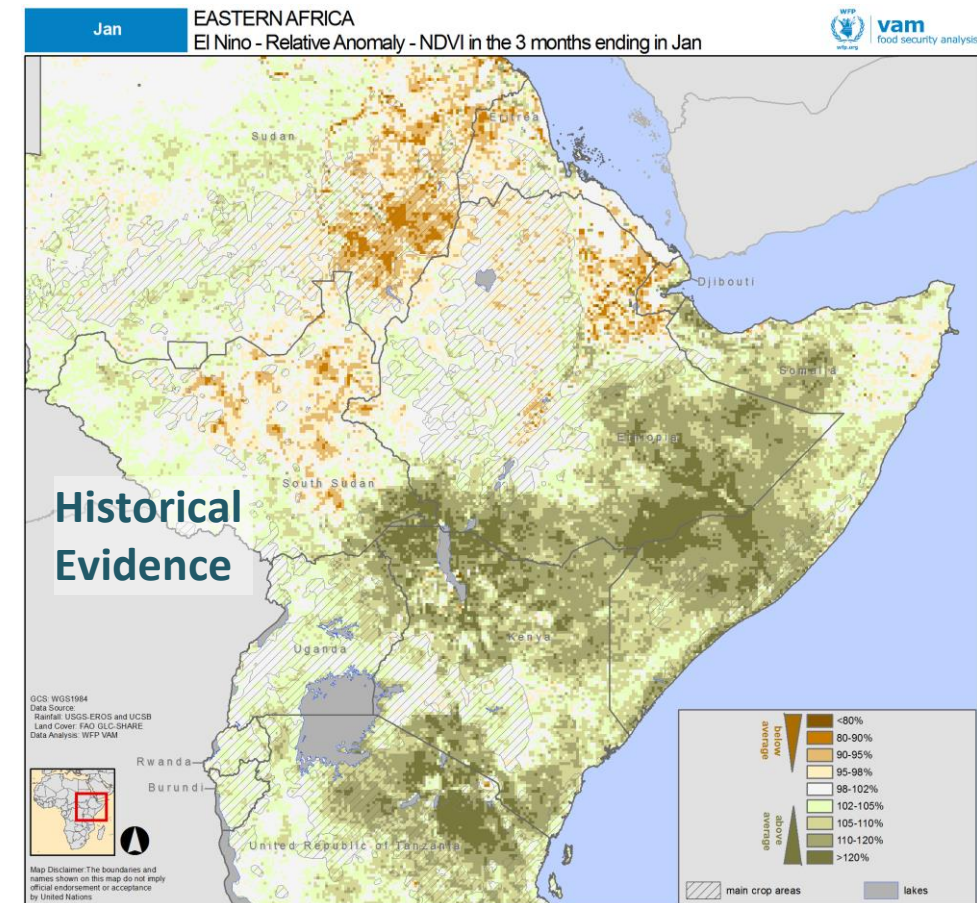 Jan
EASTERN AFRICA
El Nino - Relative Anomaly - NDVI in the 3 months ending in Jan
WFP
wfp.org
vam
food security analysis
Sudan
Eritrea
Djibouti
Somalia
Ethiopia
South Sudan
Historical
Evidence
Uganda
Kenya
GCS: WGS1984
Data Source:
Rainfall: USGS-EROS and UCSB
Land Cover: FAO GLC-SHARE
Data Analysis: WFP VAM
Rwanda
Burundi
United Republic of Tanzania
Map Disclaimer:The boundaries and
names shown on this map do not imply
official endorsement or acceptance
by United Nations
below
average
above
average
<80%
80-90%
90-95%
95-98%
98-102%
102-105%
105-110%
110-120%
>120%
main crop areas
lakes